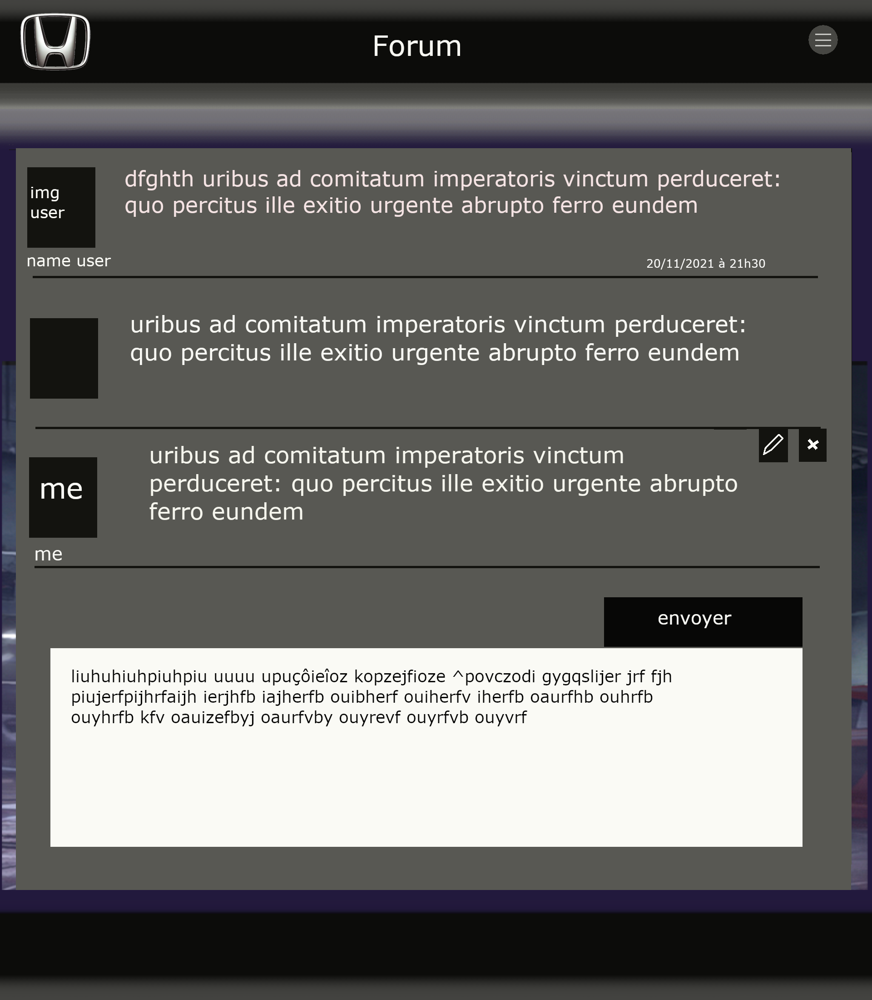 Forum
img
user
dfghth uribus ad comitatum imperatoris vinctum perduceret:
quo percitus ille exitio urgente abrupto ferro eundem
name user
20/11/2021 à 21h30
uribus ad comitatum imperatoris vinctum perduceret:
quo percitus ille exitio urgente abrupto ferro eundem
uribus ad comitatum imperatoris vinctum
perduceret: quo percitus ille exitio urgente abrupto
ferro eundem
me
me
envoyer
liuhuhiuhpiuhpiu uuuu upuçôieîoz kopzejfioze ^povczodi gygqslijer jrf fjh
piujerfpijhrfaijh ierjhfb iajherfb ouibherf ouiherfv iherfb oaurfhb ouhrfb
ouyhrfb kfv oauizefbyj oaurfvby ouyrevf ouyrfvb ouyvrf